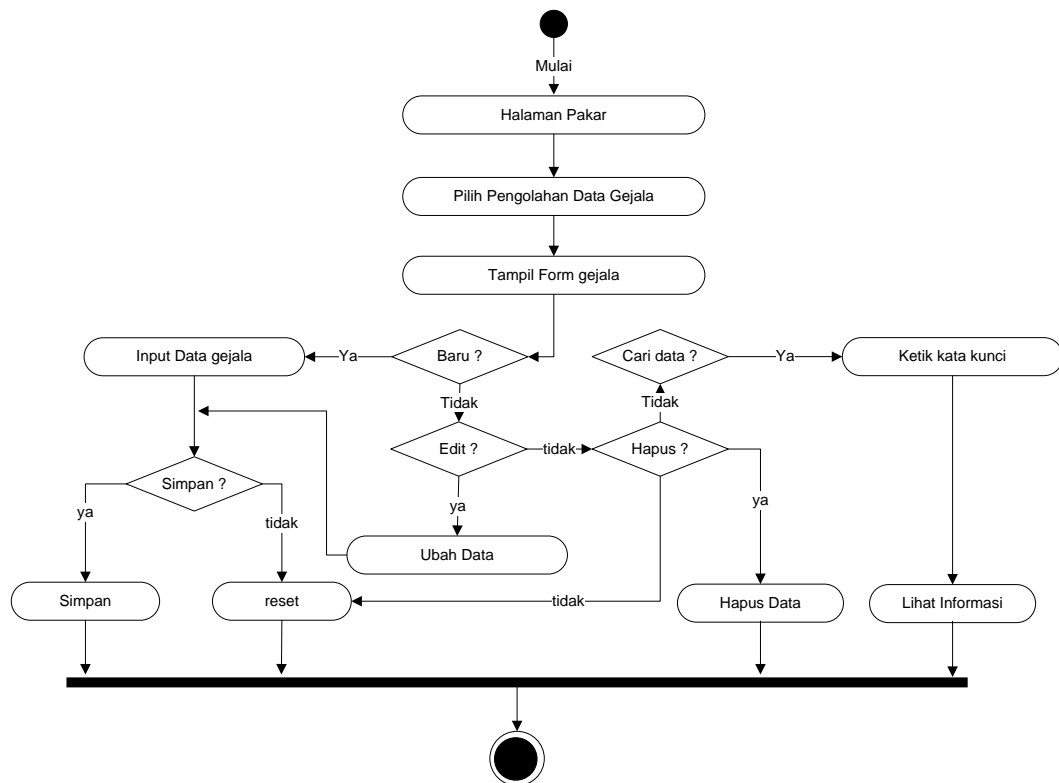 Mulai
Halaman Pakar
Pilih Pengolahan Data Gejala
Tampil Form gejala
Input Data gejala
Ya
Baru ?
Cari data ?
Ya
Ketik kata kunci
Tidak
Tidak
Edit ?
tidak
Hapus ?
Simpan ?
ya
tidak
ya
ya
Ubah Data
Simpan
reset
tidak
Hapus Data
Lihat Informasi